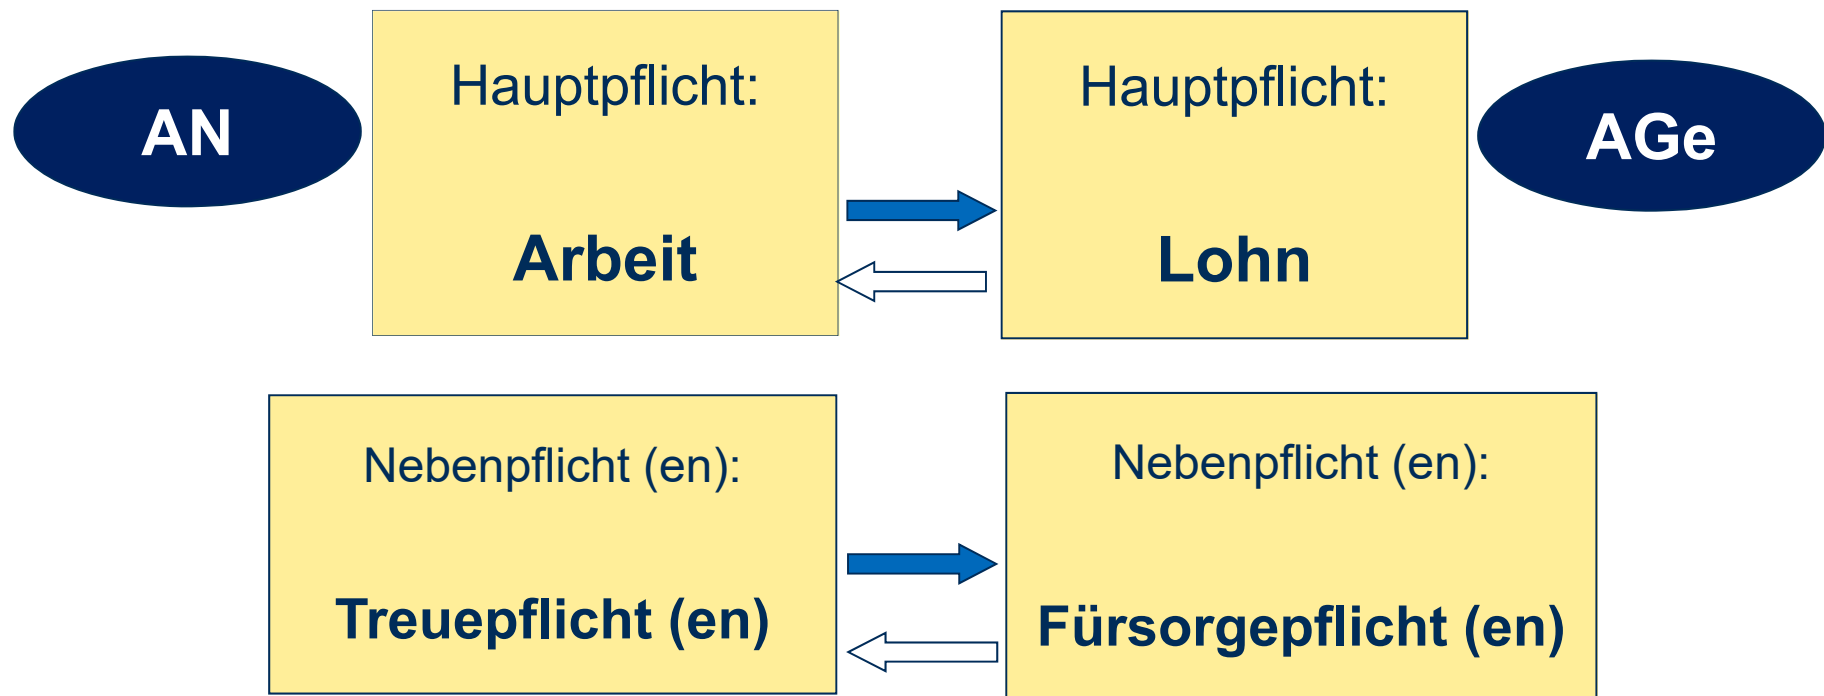 AN
Hauptpflicht:
Arbeit
Hauptpflicht:
Lohn
AGe
Nebenpflicht (en):
Treuepflicht (en)
Nebenpflicht (en):
Fürsorgepflicht (en)